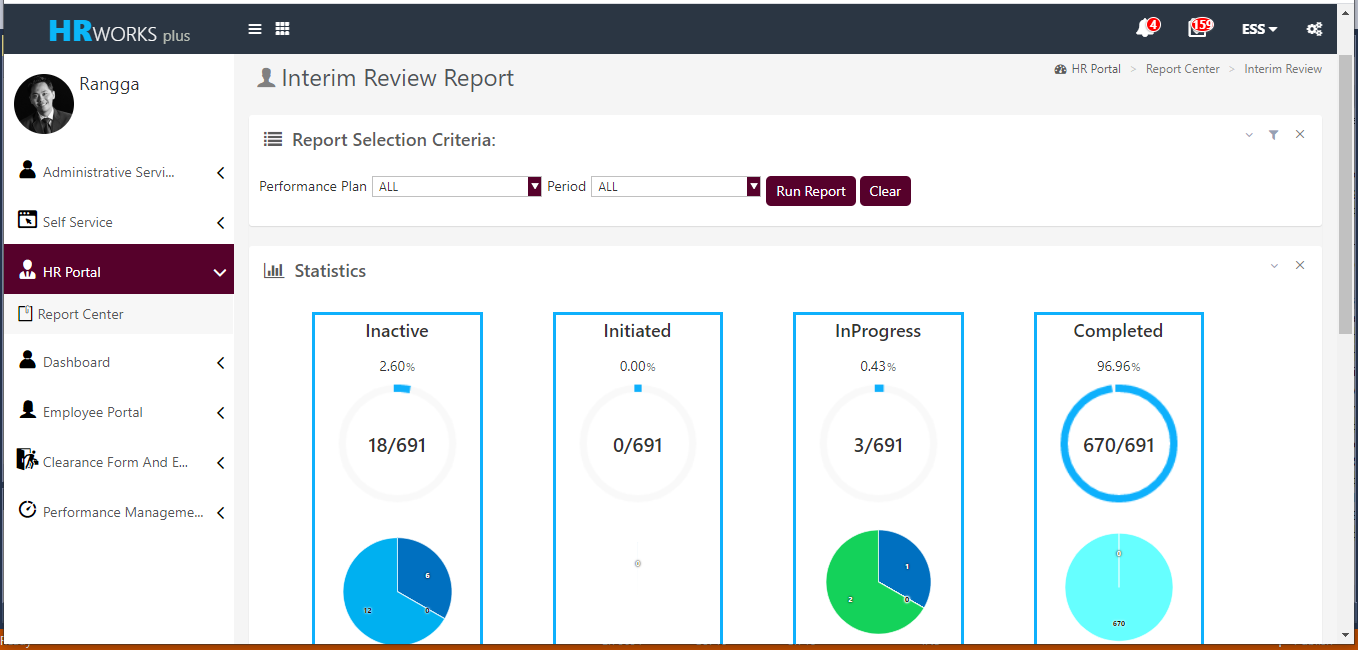 HRWORKS plus
4
159
ESS
Rangga
Administrative Servi...
Self Service
HR Portal
Report Center
Dashboard
Employee Portal
Clearance Form And E...
Performance Manageme...
Interim Review Report
HR Portal > Report Center > Interim Review
Report Selection Criteria:
Performance Plan ALL Period ALL Run Report Clear
Statistics
Inactive
2.60%
18/691
6
12
0
Initiated
0.00%
0/691
0
InProgress
0.43%
3/691
1
2
0
Completed
96.96%
670/691
0
670